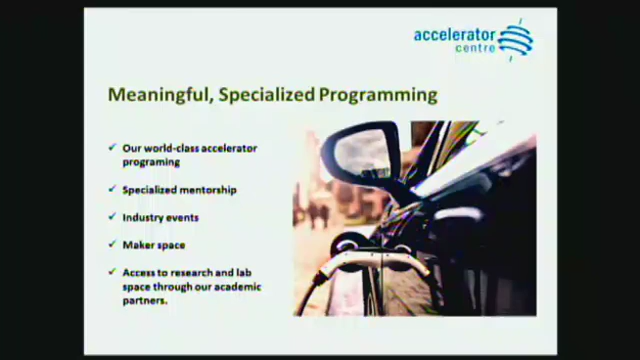 accelerator
centre
Meaningful, Specialized Programming
Our world-class accelerator
programing
Specialized mentorship
Industry events
Maker space
Access to research and lab
space through our academic
partners.